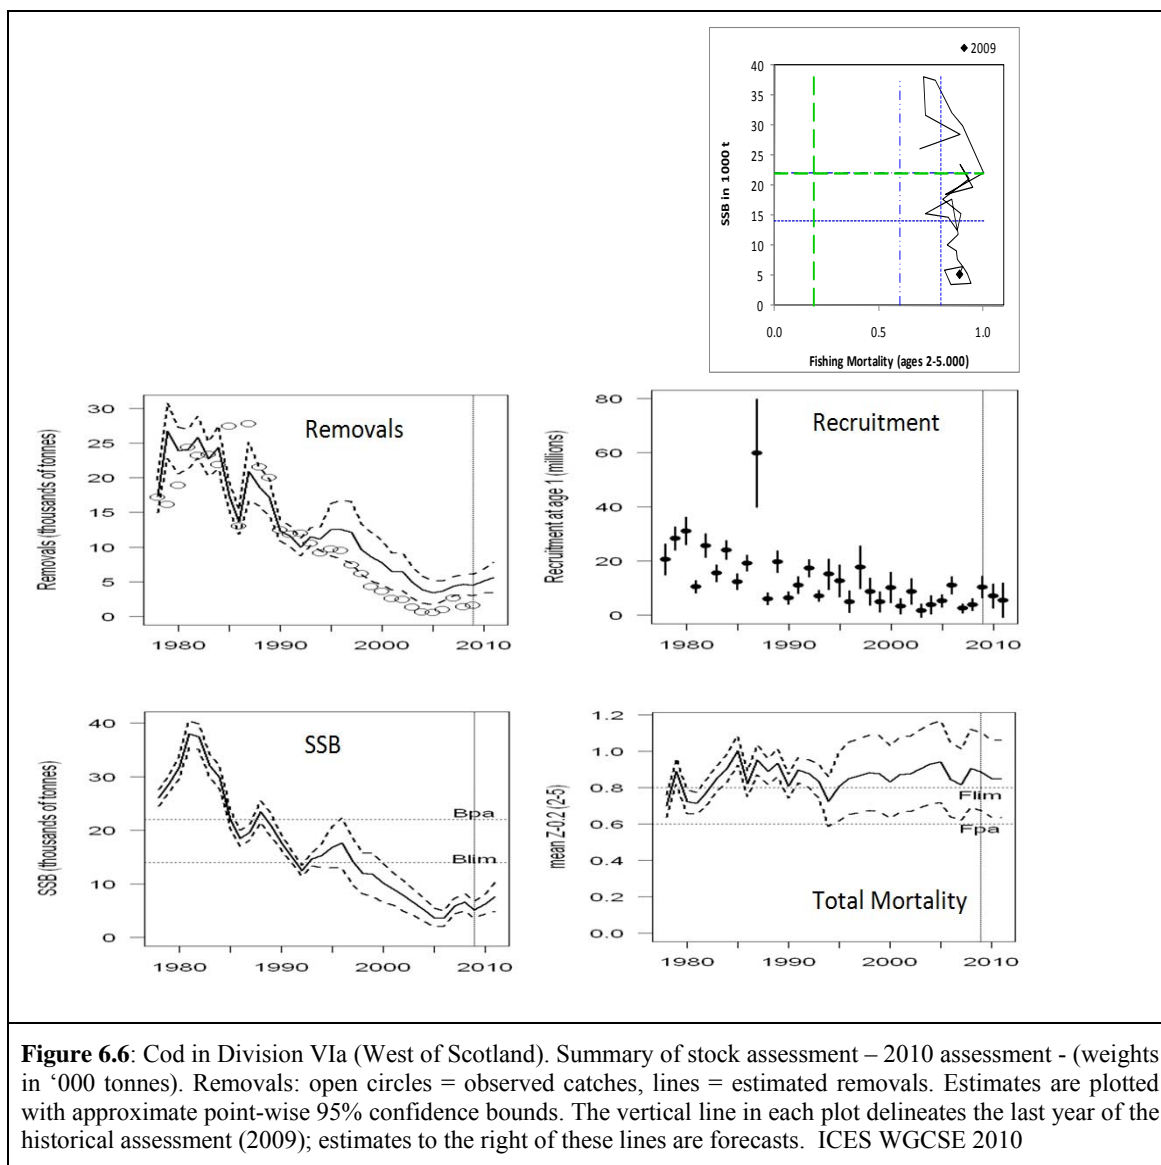 2009
40
35
30
25
20
15
10
5
0
SSB in 1000 t
0.0 0.5 1.0
Fishing Mortality (ages 2-5.000)
Removals
30
25
20
15
10
5
0
Removals (thousands of tonnes)
1980 1990 2000 2010
Recruitment
80
60
40
20
0
Recruitment at age 1 (millions)
1980 1990 2000 2010
SSB
40
30
20
10
0
SSB (thousands of tonnes)
Bpa
Blim
1980 1990 2000 2010
1.2
1.0
0.8
0.6
0.4
0.2
0.0
mean Z-0.2 (2-5)
Flim
Fpa
Total Mortality
1980 1990 2000 2010
Figure 6.6: Cod in Division VIa (West of Scotland). Summary of stock assessment – 2010 assessment - (weights
in ‘000 tonnes). Removals: open circles = observed catches, lines = estimated removals. Estimates are plotted
with approximate point-wise 95% confidence bounds. The vertical line in each plot delineates the last year of the
historical assessment (2009); estimates to the right of these lines are forecasts. ICES WGCSE 2010